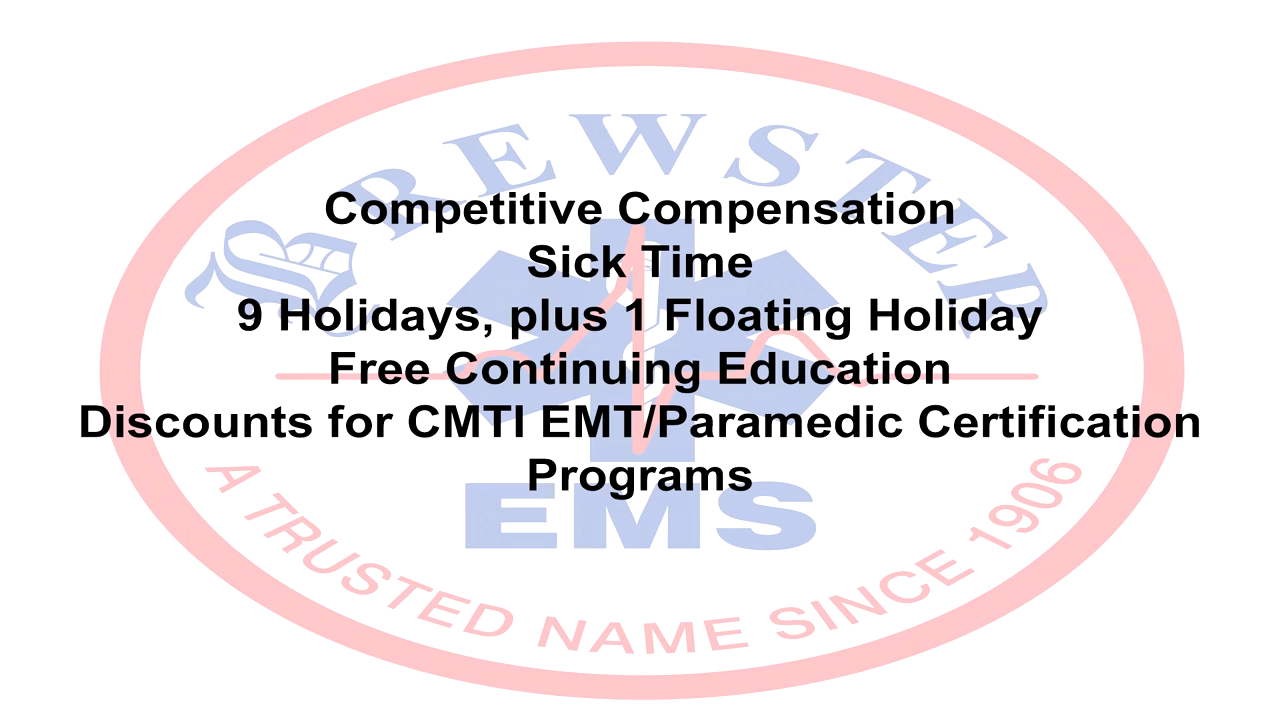 BREWSTER
Competitive Compensation
Sick Time
9 Holidays, plus 1 Floating Holiday
Free Continuing Education
Discounts for CMTI EMT/Paramedic Certification
Programs
EMS
A TRUSTED NAME SINCE 1906